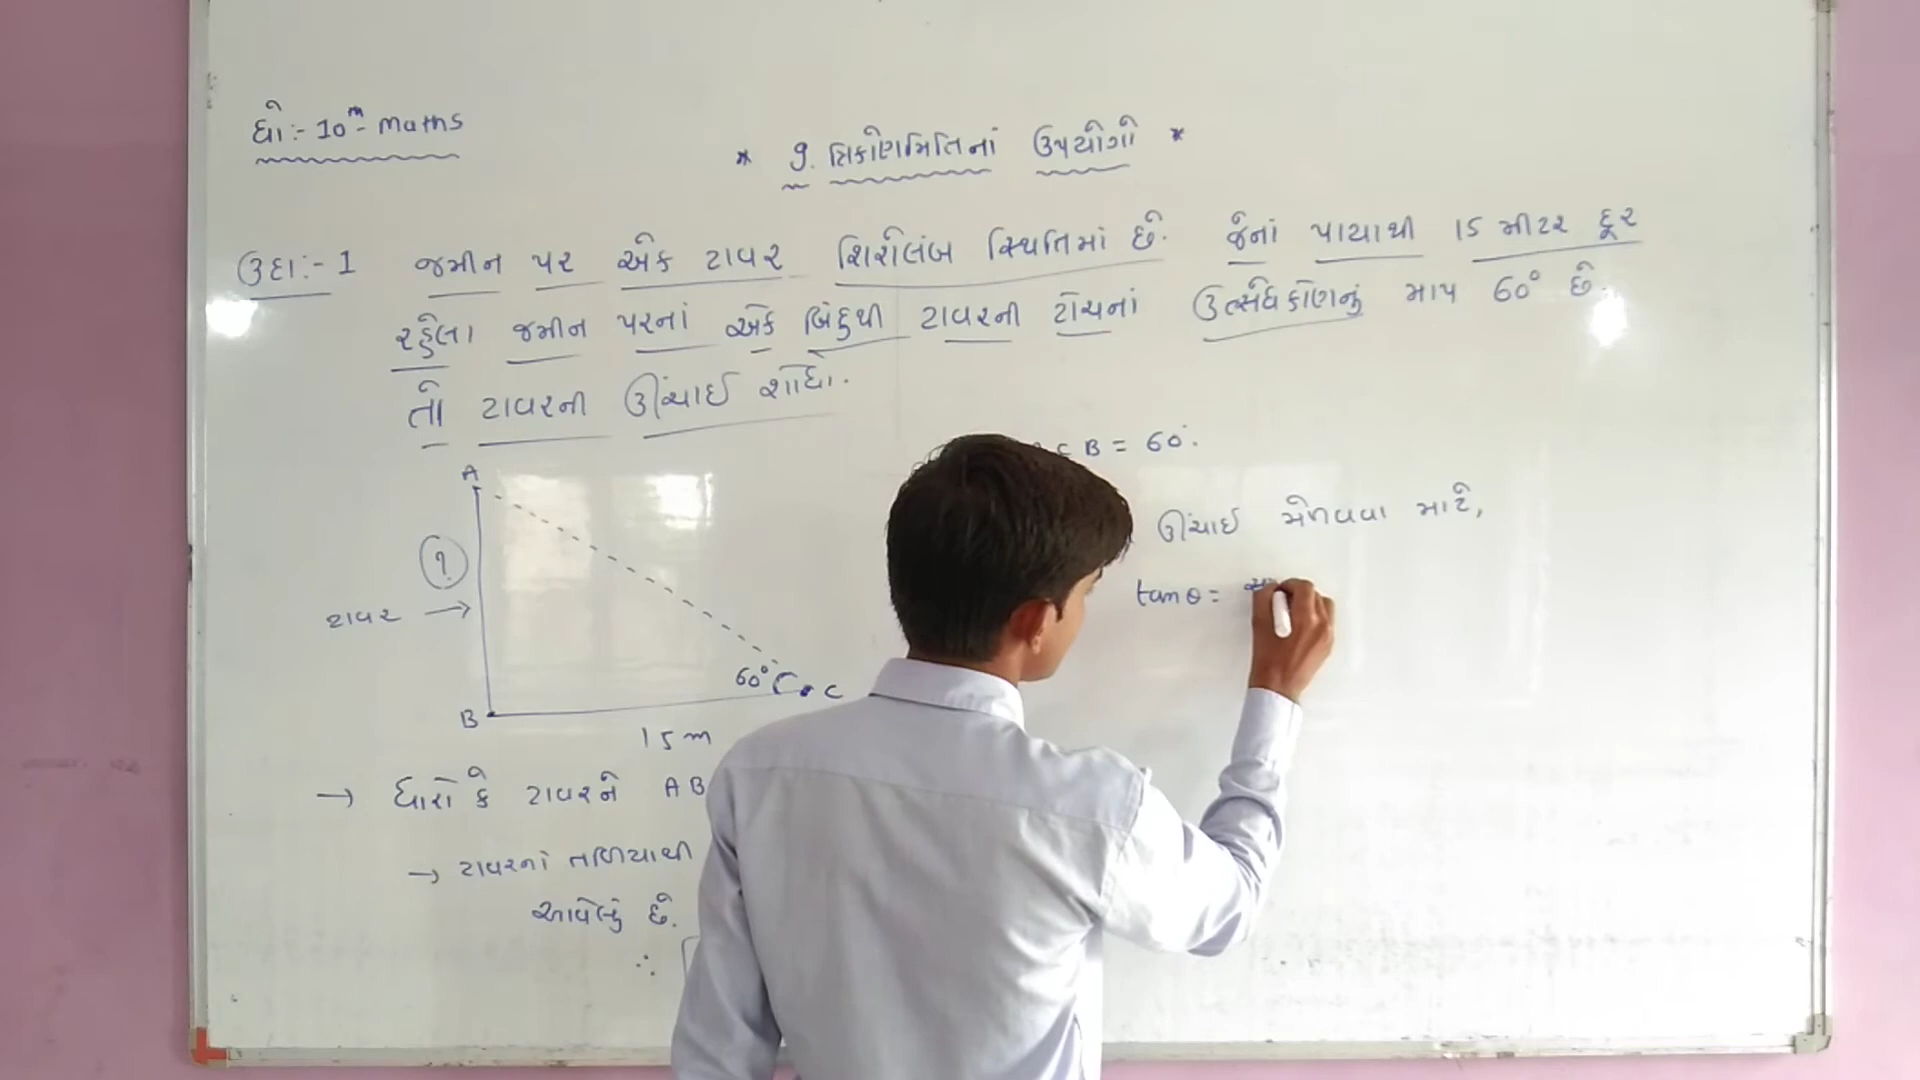 ધો:- 10ᵐ- Maths
* 9. ત્રિકોણમિતિનાં ઉપયોગો *
ઉદા:- 1 જમીન પર એક ટાવર શિરોલંબ સ્થિતિમાં છે. જેનાં પાયાથી 15 મીટર દૂર
રહેલા જમીન પરનાં એક બિંદુથી ટાવરની ટોચનાં ઉત્સેધકોણનું માપ 60° છે.
તો ટાવરની ઊંચાઈ શોધો.
A
?
ટાવર →
60° C
B
15 m
→ ધારો કે ટાવરને AB
→ ટાવરનાં તળિયાથી
આવેલું છે.
∴
C B = 60°.
ઊંચાઈ મેળવવા માટે,
tan θ =